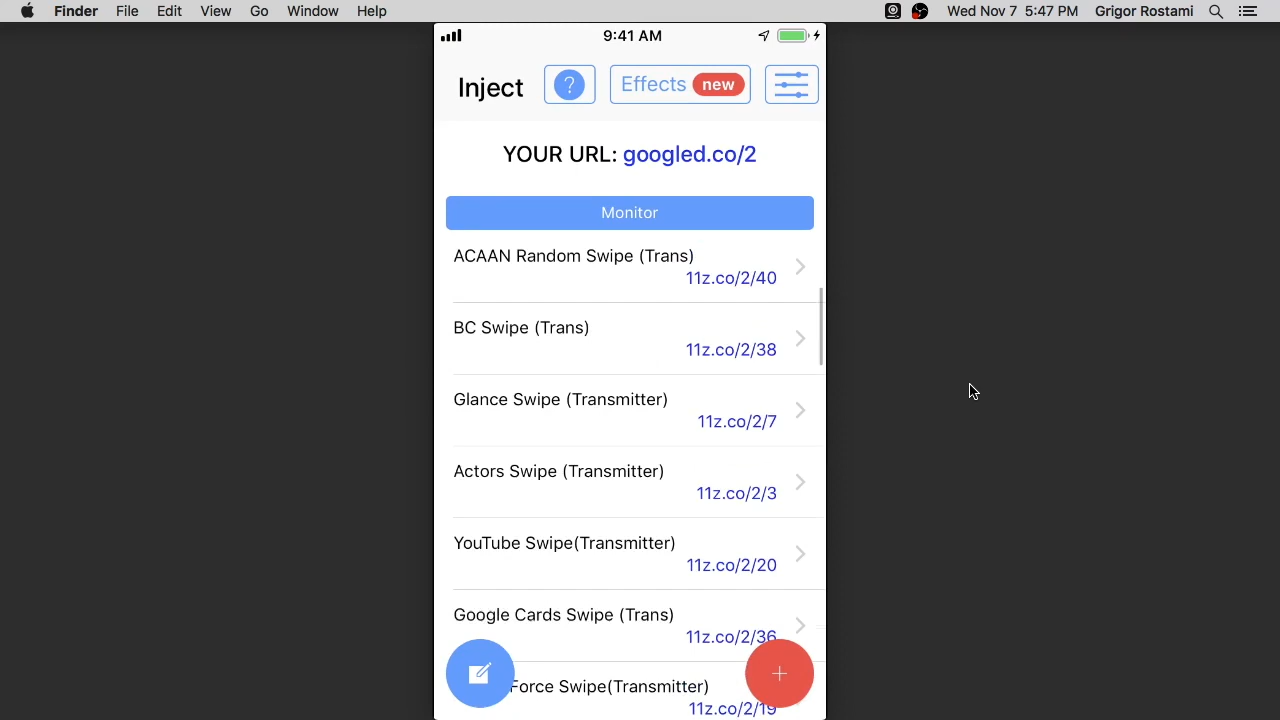 Finder File Edit View Go Window Help Wed Nov 7 5:47 PM Grigor Rostami
9:41 AM
Inject ? Effects new
YOUR URL: googled.co/2
Monitor
ACAAN Random Swipe (Trans)
11z.co/2/40
BC Swipe (Trans)
11z.co/2/38
Glance Swipe (Transmitter)
11z.co/2/7
Actors Swipe (Transmitter)
11z.co/2/3
YouTube Swipe(Transmitter)
11z.co/2/20
Google Cards Swipe (Trans)
11z.co/2/36
Force Swipe(Transmitter)
11z.co/2/19